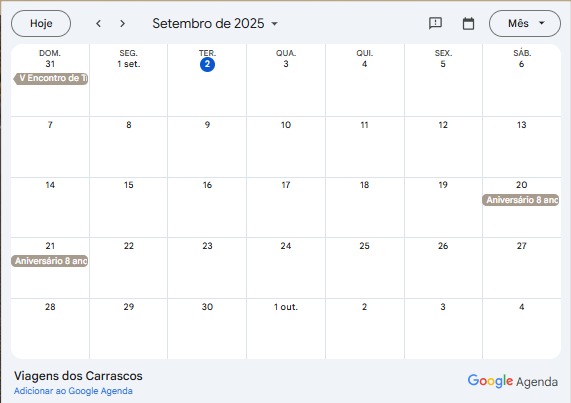 Hoje Setembro de 2025 Mês
DOM. SEG. TER. QUA. QUI. SEX. SÁB.
31 1 set. 2 3 4 5 6
V Encontro de
7 8 9 10 11 12 13
14 15 16 17 18 19 20
Aniversário 8
21 22 23 24 25 26 27
Aniversário 8
28 29 30 1 out. 2 3 4
Viagens dos Carrascos
Adicionar ao Google Agenda
Google Agenda